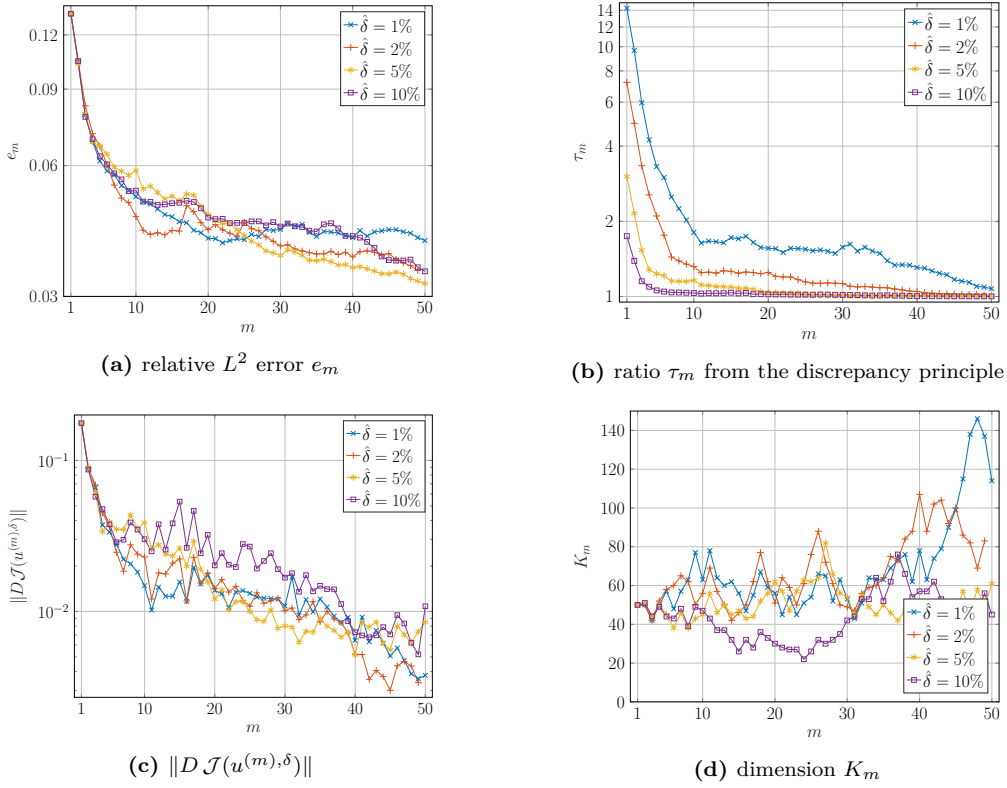 0.12
0.09
0.06
0.03
e_m
1
10
20
30
40
50
m
δ̂ = 1%
δ̂ = 2%
δ̂ = 5%
δ̂ = 10%
(a) relative L² error e_m
14
12
10
8
6
4
2
1
τ_m
1
10
20
30
40
50
m
δ̂ = 1%
δ̂ = 2%
δ̂ = 5%
δ̂ = 10%
(b) ratio τ_m from the discrepancy principle
10⁻¹
10⁻²
‖D 𝒥(u^{(m),δ})‖
1
10
20
30
40
50
m
δ̂ = 1%
δ̂ = 2%
δ̂ = 5%
δ̂ = 10%
(c) ‖D 𝒥(u^{(m),δ})‖
140
120
100
80
60
40
20
0
K_m
1
10
20
30
40
50
m
δ̂ = 1%
δ̂ = 2%
δ̂ = 5%
δ̂ = 10%
(d) dimension K_m